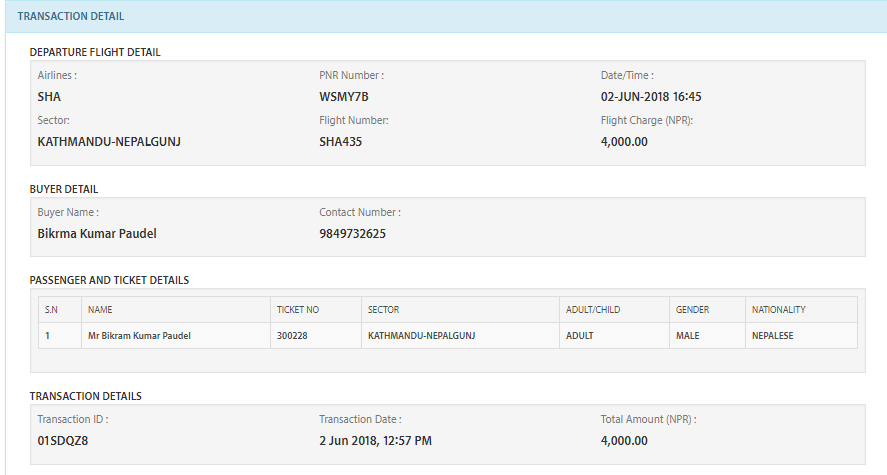 TRANSACTION DETAIL
DEPARTURE FLIGHT DETAIL
Airlines : PNR Number : Date/Time :
SHA WSMY7B 02-JUN-2018 16:45
Sector: Flight Number: Flight Charge (NPR):
KATHMANDU-NEPALGUNJ SHA435 4,000.00
BUYER DETAIL
Buyer Name : Contact Number :
Bikrma Kumar Paudel 9849732625
PASSENGER AND TICKET DETAILS
S.N NAME TICKET NO SECTOR ADULT/CHILD GENDER NATIONALITY
1 Mr Bikram Kumar Paudel 300228 KATHMANDU-NEPALGUNJ ADULT MALE NEPALESE
TRANSACTION DETAILS
Transaction ID : Transaction Date : Total Amount (NPR) :
01SDQZ8 2 Jun 2018, 12:57 PM 4,000.00